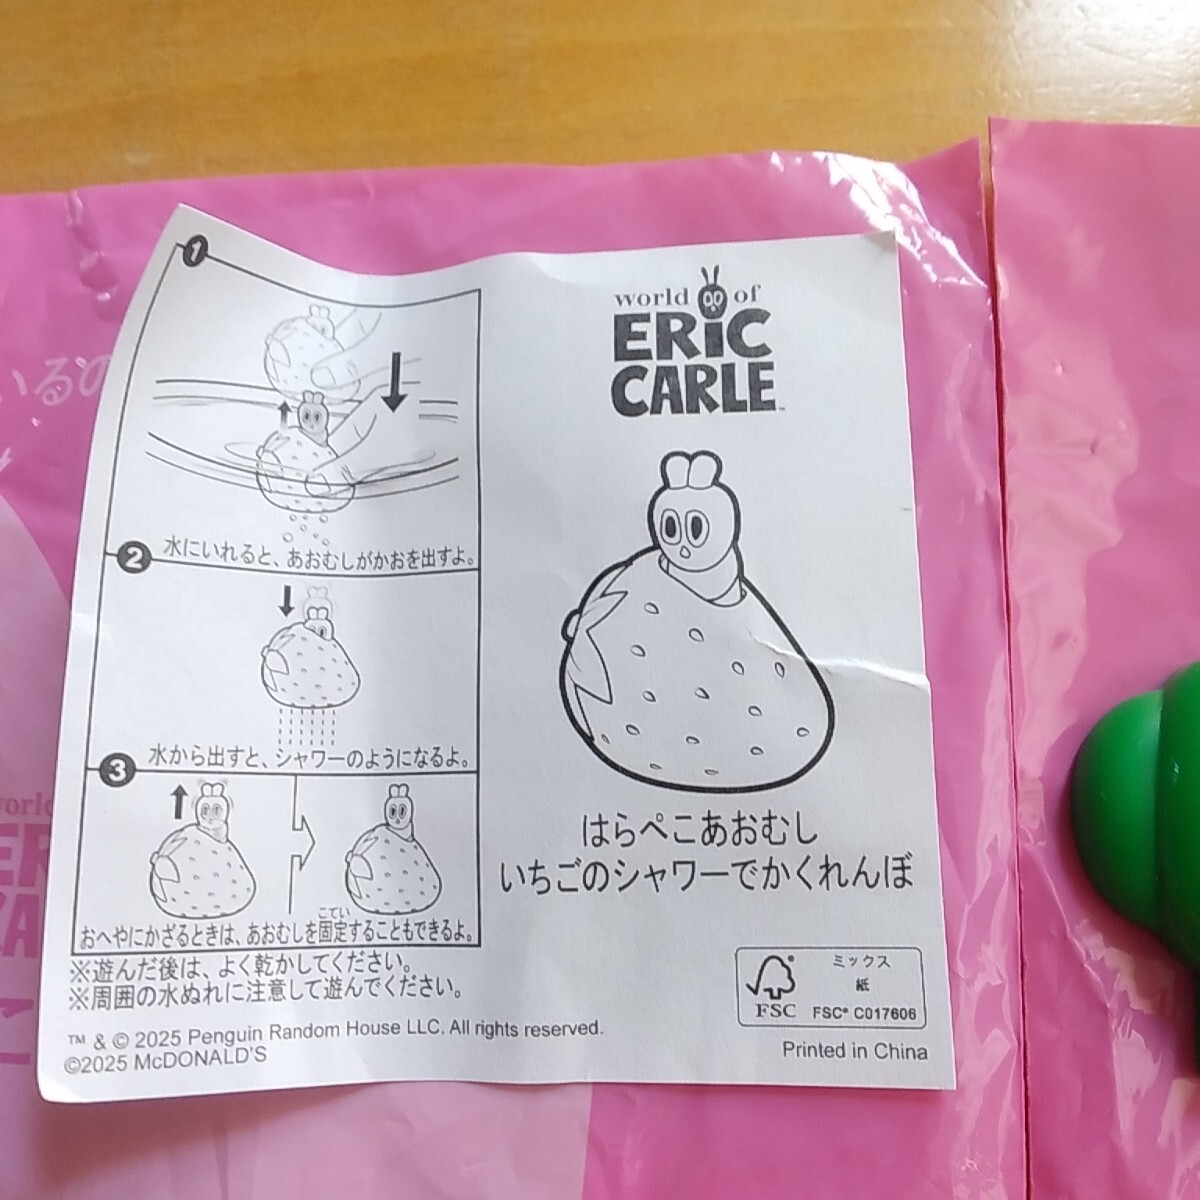 world of
ERIC
CARLE™
1
水にいれると、あおむしがかおを出すよ。
2
水から出すと、シャワーのようになるよ。
3
こてい
おへやにかざるときは、あおむしを固定することもできるよ。
※遊んだ後は、よく乾かしてください。
※周囲の水ぬれに注意して遊んでください。
はらぺこあおむし
いちごのシャワーでかくれんぼ
ミックス
紙
FSC
FSC® C017606
™ & © 2025 Penguin Random House LLC. All rights reserved.
©2025 McDONALD'S
Printed in China
いるの